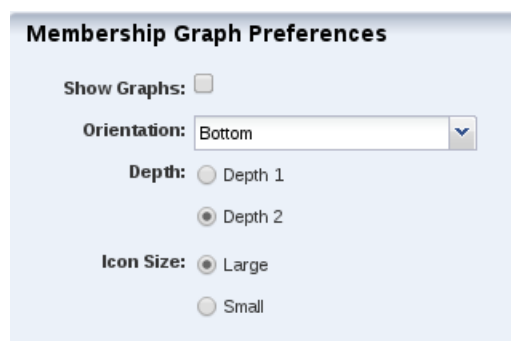 Membership Graph Preferences
Show Graphs:
Orientation: Bottom
Depth: Depth 1
Depth 2
Icon Size: Large
Small